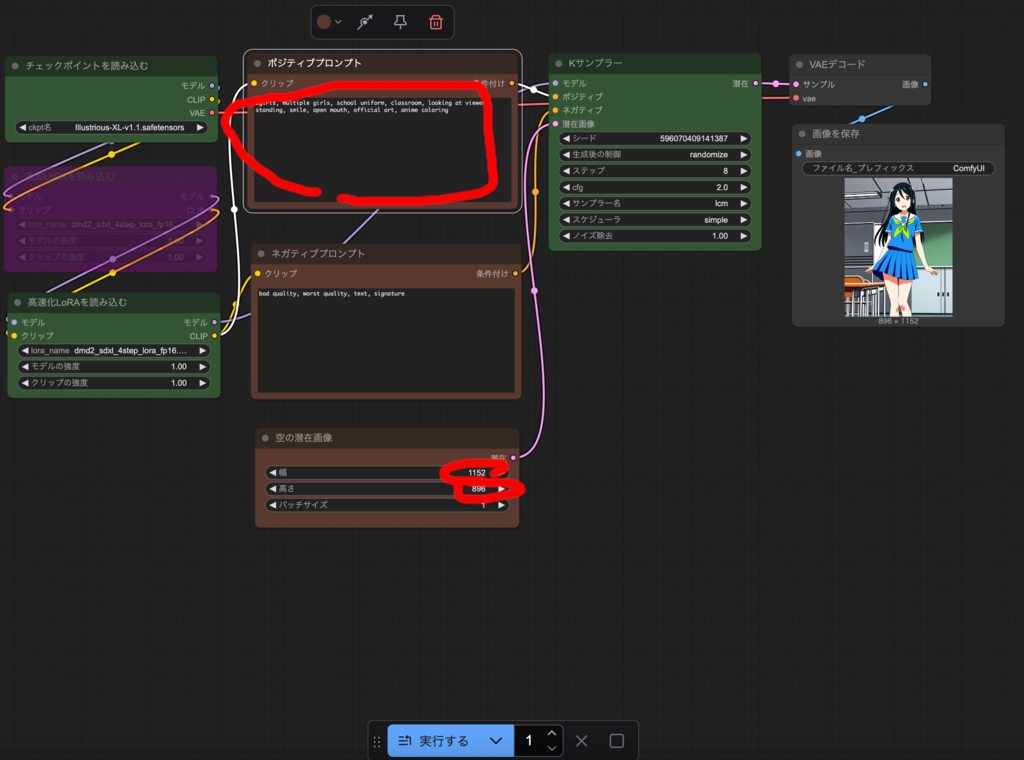 チェックポイントを読み込む
モデル
CLIP
VAE
ckpt名 Illustrious-XL-v1.1.safetensors
を読み込む
モデル
クリップ
lora_name dmd2_sdxl_4step_lora_fp16....
モデルの強度 1.00
クリップの強度 1.00
高速化LoRAを読み込む
モデル モデル
クリップ CLIP
lora_name dmd2_sdxl_4step_lora_fp16....
モデルの強度 1.00
クリップの強度 1.00
ポジティブプロンプト
クリップ 条件付け
multiple girls, school uniform, classroom, looking at viewer
standing, smile, open mouth, official art, anime coloring
ネガティブプロンプト
クリップ 条件付け
bad quality, worst quality, text, signature
空の潜在画像
潜在
幅 1152
高さ 896
バッチサイズ 1
Kサンプラー
モデル 潜在
ポジティブ
ネガティブ
潜在画像
シード 596070409141387
生成後の制御 randomize
ステップ 8
cfg 2.0
サンプラー名 lcm
スケジューラ simple
ノイズ除去 1.00
VAEデコード
サンプル 画像
vae
画像を保存
画像
ファイル名_プレフィックス ComfyUI
896 × 1152
実行する 1